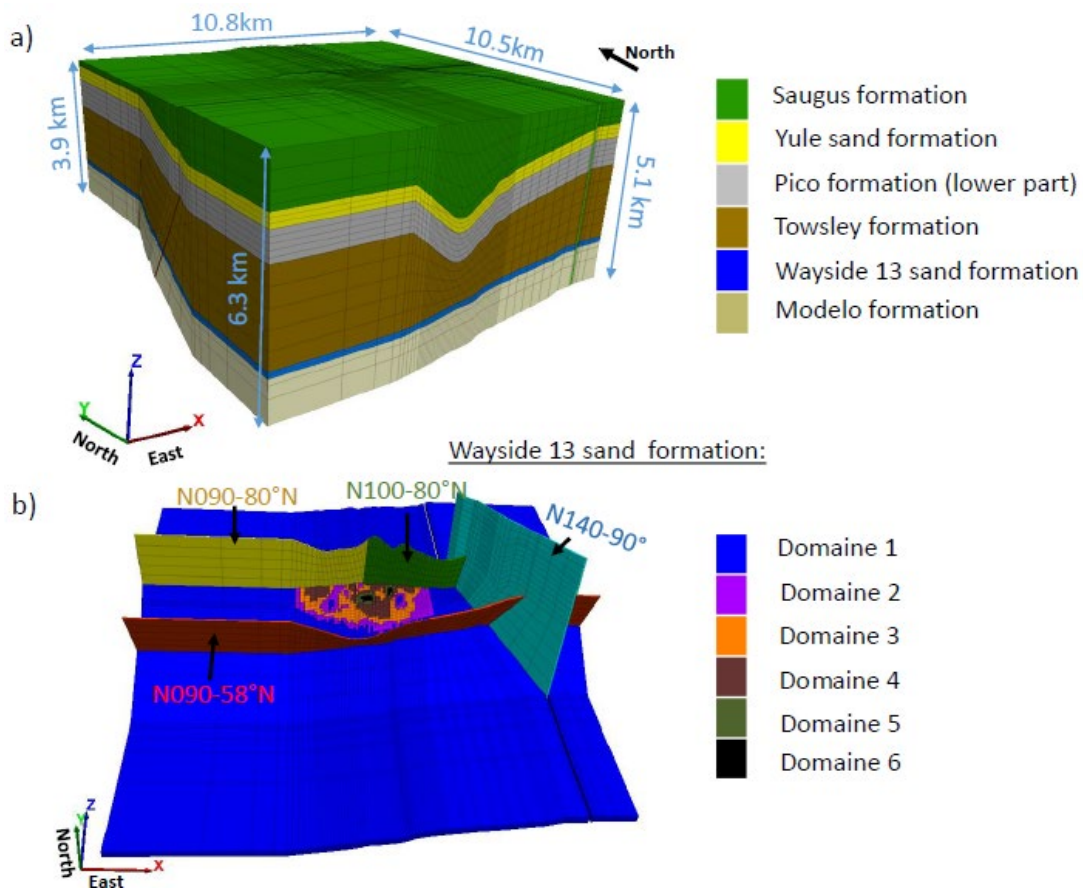 a)
10.8km
10.5km
North
3.9 km
6.3 km
5.1 km
Saugus formation
Yule sand formation
Pico formation (lower part)
Towsley formation
Wayside 13 sand formation
Modelo formation
Z
Y
X
North
East
Wayside 13 sand  formation:
b)
N090-80°N
N100-80°N
N140-90°
N090-58°N
Domaine 1
Domaine 2
Domaine 3
Domaine 4
Domaine 5
Domaine 6
Y
Z
X
North
East